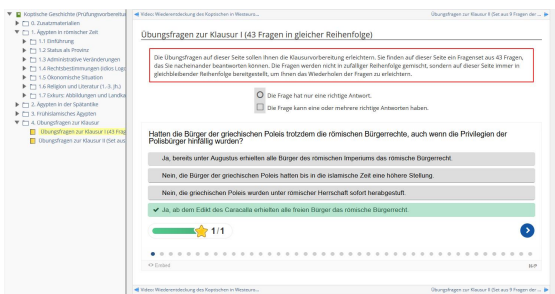 Koptische Geschichte (Prüfungsvorbereitu
0. Zusatzmaterialien
1. Ägypten in römischer Zeit
1.1 Einführung
1.2 Status als Provinz
1.3 Administrative Veränderungen
1.4 Rechtsbestimmungen (Idios Logo
1.5 Ökonomische Situation
1.6 Religion und Literatur (1.-3. Jh.)
1.7 Exkurs: Abbildungen und Landka
2. Ägypten in der Spätantike
3. Frühislamisches Ägypten
4. Übungsfragen zur Klausur
Übungsfragen zur Klausur I (43 Frag
Übungsfragen zur Klausur II (Set aus
Video: Wiederentdeckung des Koptischen in Westeuro...
Übungsfragen zur Klausur II (Set aus 9 Fragen der ...
Übungsfragen zur Klausur I (43 Fragen in gleicher Reihenfolge)
Die Übungsfragen auf dieser Seite sollen Ihnen die Klausurvorbereitung erleichtern. Sie finden auf dieser Seite ein Fragenset aus 43 Fragen,
das Sie nacheinander beantworten können. Die Fragen werden nicht in zufälliger Reihenfolge gemischt, sondern auf dieser Seite immer in
gleichbleibender Reihenfolge bereitgestellt, um Ihnen das Wiederholen der Fragen zu erleichtern.
Die Frage hat nur eine richtige Antwort.
Die Frage kann eine oder mehrere richtige Antworten haben.
Hatten die Bürger der griechischen Poleis trotzdem die römischen Bürgerrechte, auch wenn die Privilegien der
Polisbürger hinfällig wurden?
Ja, bereits unter Augustus erhielten alle Bürger des römischen Imperiums das römische Bürgerrecht.
Nein, die Bürger der griechischen Poleis hatten bis in die islamische Zeit eine höhere Stellung.
Nein, die griechischen Poleis wurden unter römischer Herrschaft sofort herabgestuft.
Ja, ab dem Edikt des Caracalla erhielten alle freien Bürger das römische Bürgerrecht.
1/1
<> Embed
H-P
Video: Wiederentdeckung des Koptischen in Westeuro...
Übungsfragen zur Klausur II (Set aus 9 Fragen der ...